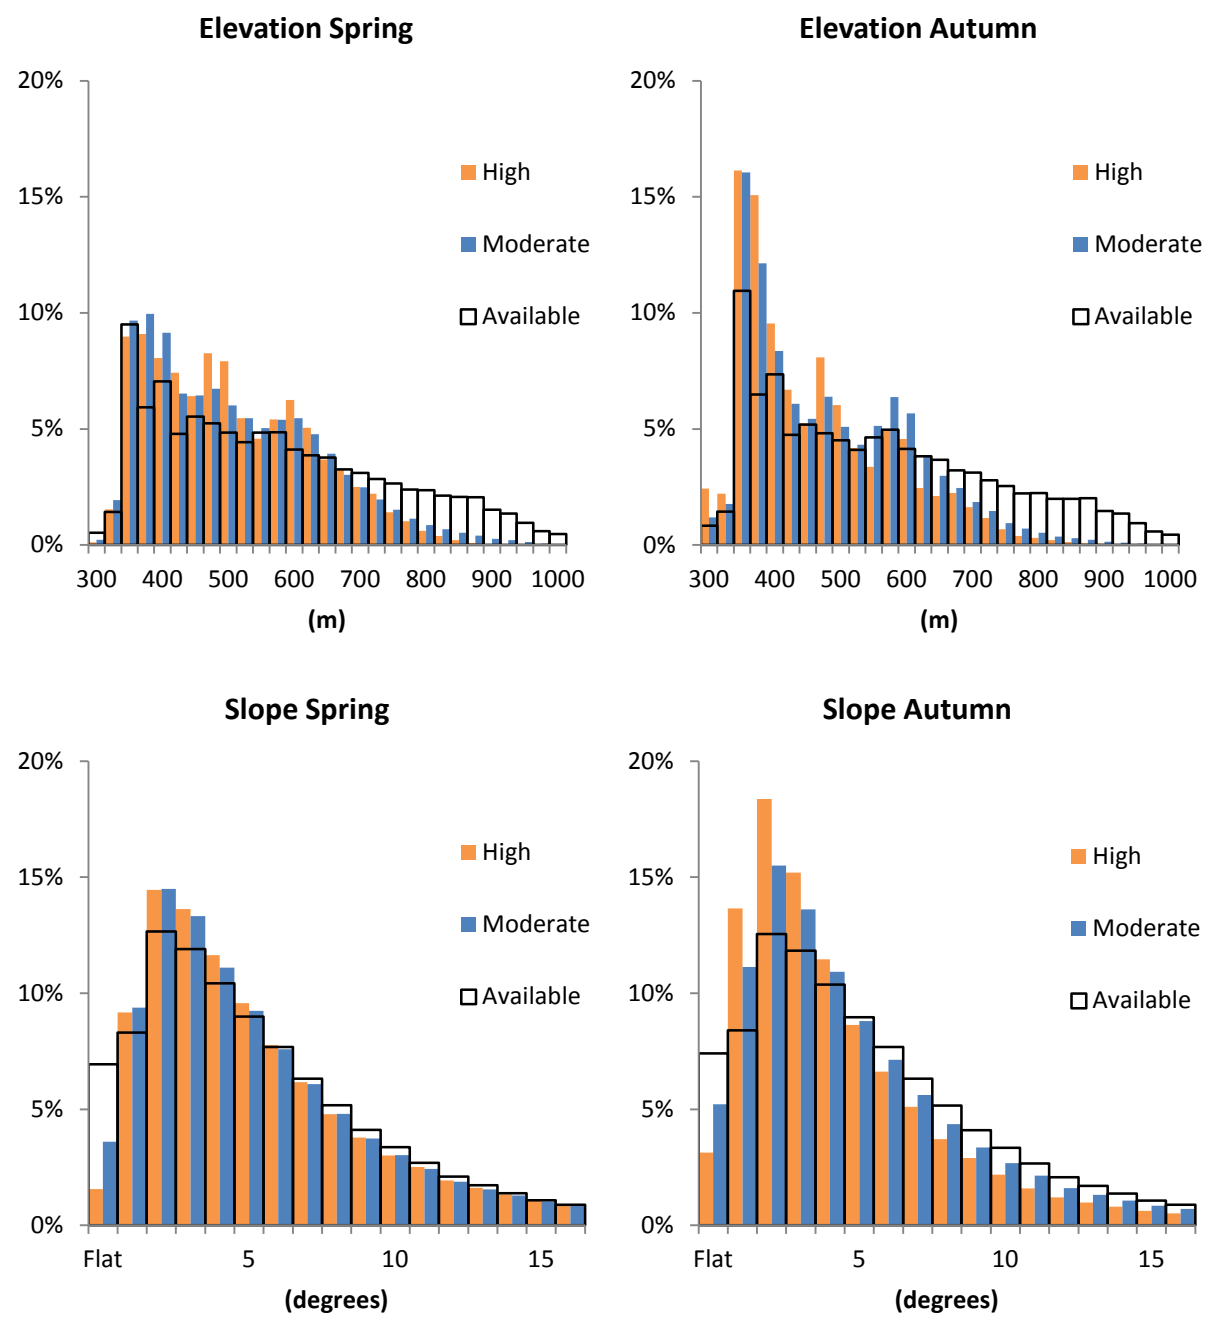 Elevation Spring
20%
15%
10%
5%
0%
High
Moderate
Available
300 400 500 600 700 800 900 1000
(m)
Elevation Autumn
20%
15%
10%
5%
0%
High
Moderate
Available
300 400 500 600 700 800 900 1000
(m)
Slope Spring
20%
15%
10%
5%
0%
High
Moderate
Available
Flat 5 10 15
(degrees)
Slope Autumn
20%
15%
10%
5%
0%
High
Moderate
Available
Flat 5 10 15
(degrees)